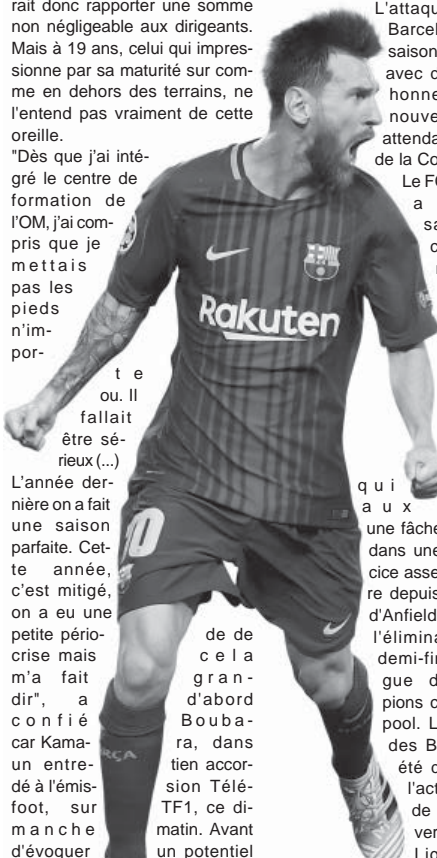 rait donc rapporter une somme
non négligeable aux dirigeants.
Mais à 19 ans, celui qui impres-
sionne par sa maturité sur com-
me en dehors des terrains, ne
l'entend pas vraiment de cette
oreille.
"Dès que j'ai inté-
gré le centre de
formation de
l'OM, j'ai com-
pris que je
mettais
pas les
pieds
n'im-
por-
te
ou. Il
fallait
être sé-
rieux (...)
L'année der-
nière on a fait
une saison
parfaite. Cet-
te année,
c'est mitigé,
on a eu une
petite pério- de de
crise mais cela
m'a fait gran-
dir", a d'abord
confié Bouba-
car Kama- ra, dans
un entre- tien accor-
dé à l'émis- sion Télé-
foot, sur TF1, ce di-
manche matin. Avant
d'évoquer un potentiel
Rakuten
10
RÇA
L'attaqu
Barcel
saison
avec
honne
nouve
attenda
de la Co
Le FC
a
sa
qui
aux
une fâche
dans une
cice asse
re depuis
d'Anfield
l'élimina
demi-fin
gue d
pions
pool. L
des B
été
l'act
de
ver
Lio